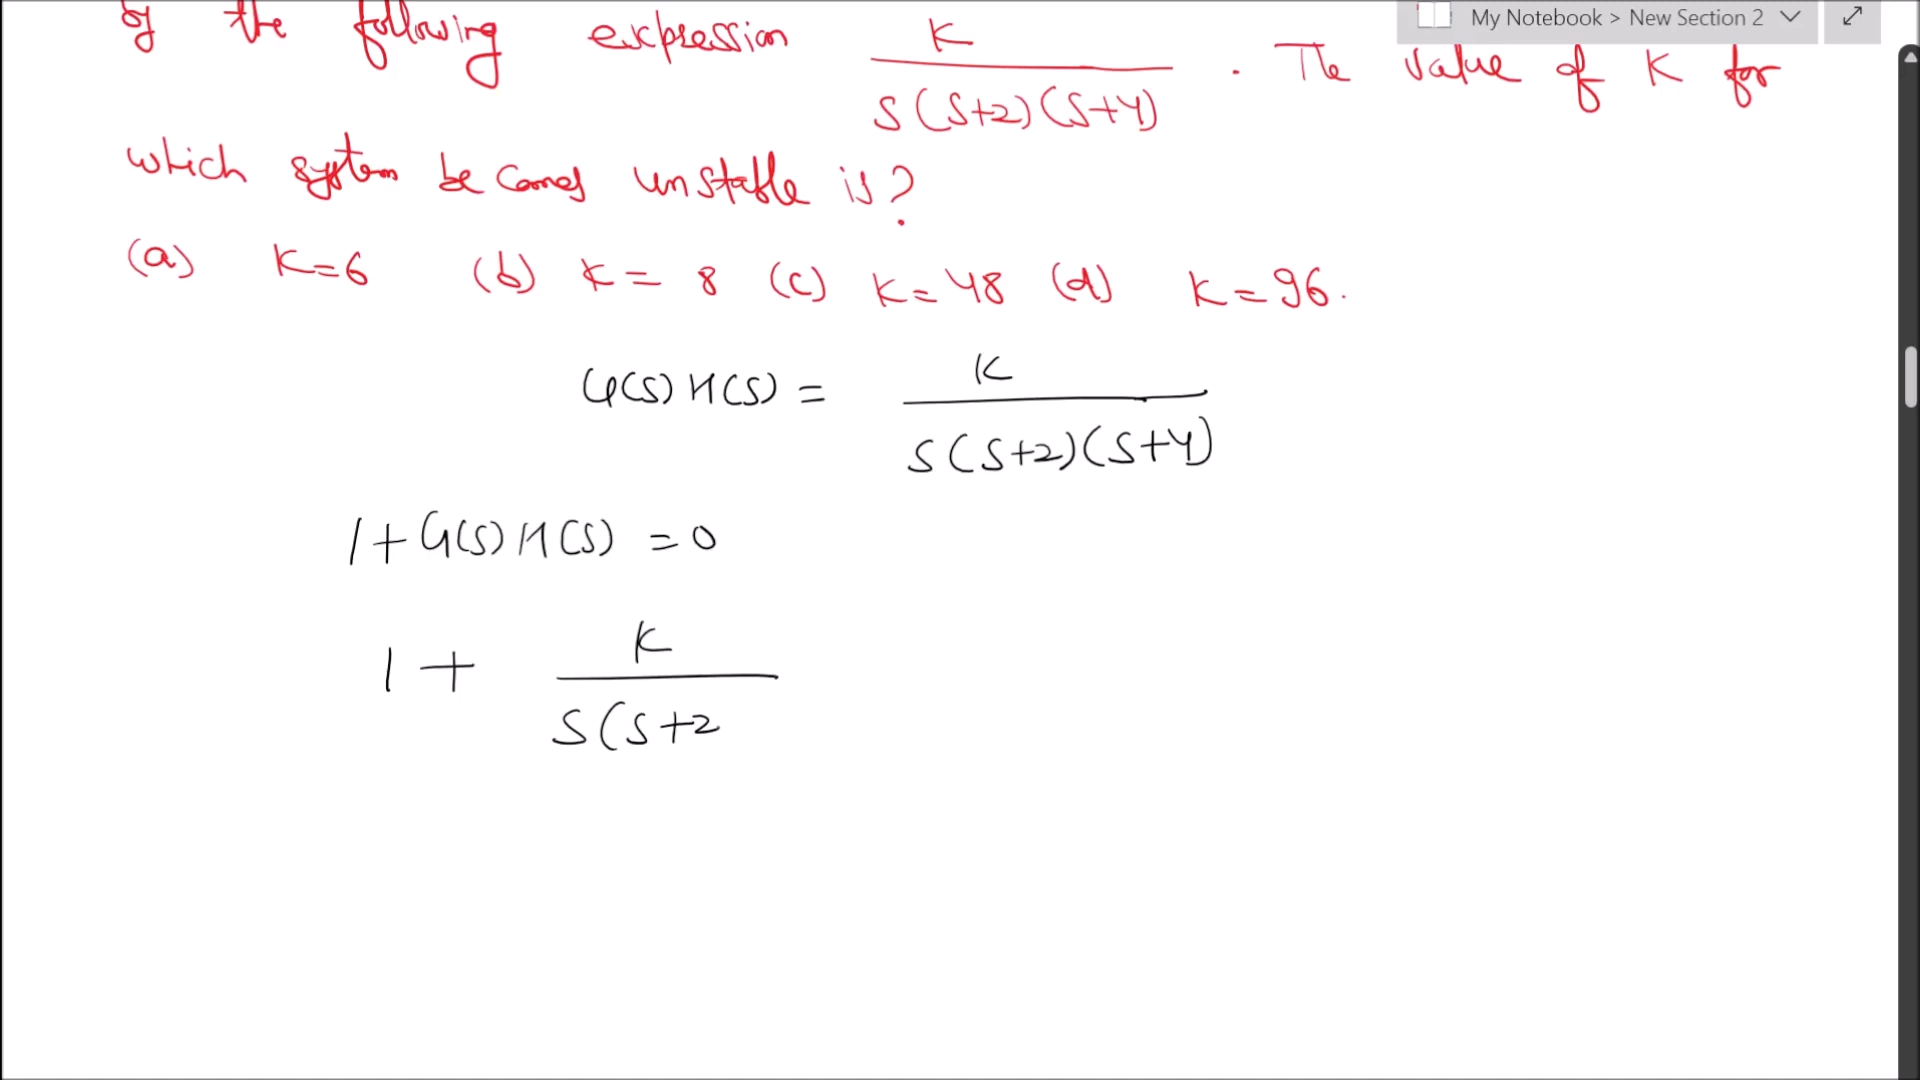 My Notebook > New Section 2
of the following expression K / S(S+2)(S+4) . The value of K for
which system becomes unstable is?
(a) K=6 (b) K=8 (c) K=48 (d) K=96.
G(S)H(S) = K / S(S+2)(S+4)
1+G(S)H(S) =0
1 + K / S(S+2